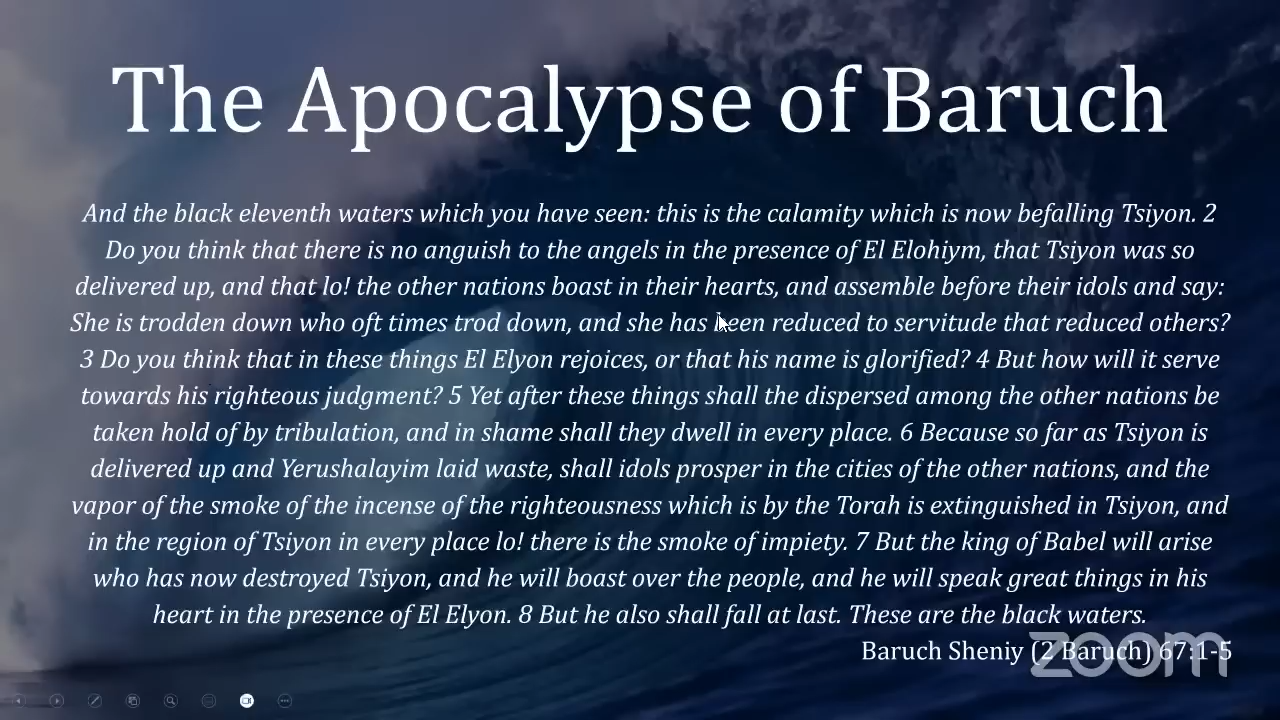 The Apocalypse of Baruch
And the black eleventh waters which you have seen: this is the calamity which is now befalling Tsiyon. 2
Do you think that there is no anguish to the angels in the presence of El Elohiym, that Tsiyon was so
delivered up, and that lo! the other nations boast in their hearts, and assemble before their idols and say:
She is trodden down who oft times trod down, and she has been reduced to servitude that reduced others?
3 Do you think that in these things El Elyon rejoices, or that his name is glorified? 4 But how will it serve
towards his righteous judgment? 5 Yet after these things shall the dispersed among the other nations be
taken hold of by tribulation, and in shame shall they dwell in every place. 6 Because so far as Tsiyon is
delivered up and Yerushalayim laid waste, shall idols prosper in the cities of the other nations, and the
vapor of the smoke of the incense of the righteousness which is by the Torah is extinguished in Tsiyon, and
in the region of Tsiyon in every place lo! there is the smoke of impiety. 7 But the king of Babel will arise
who has now destroyed Tsiyon, and he will boast over the people, and he will speak great things in his
heart in the presence of El Elyon. 8 But he also shall fall at last. These are the black waters.
Baruch Sheniy (2 Baruch) 67:1-5
zoom